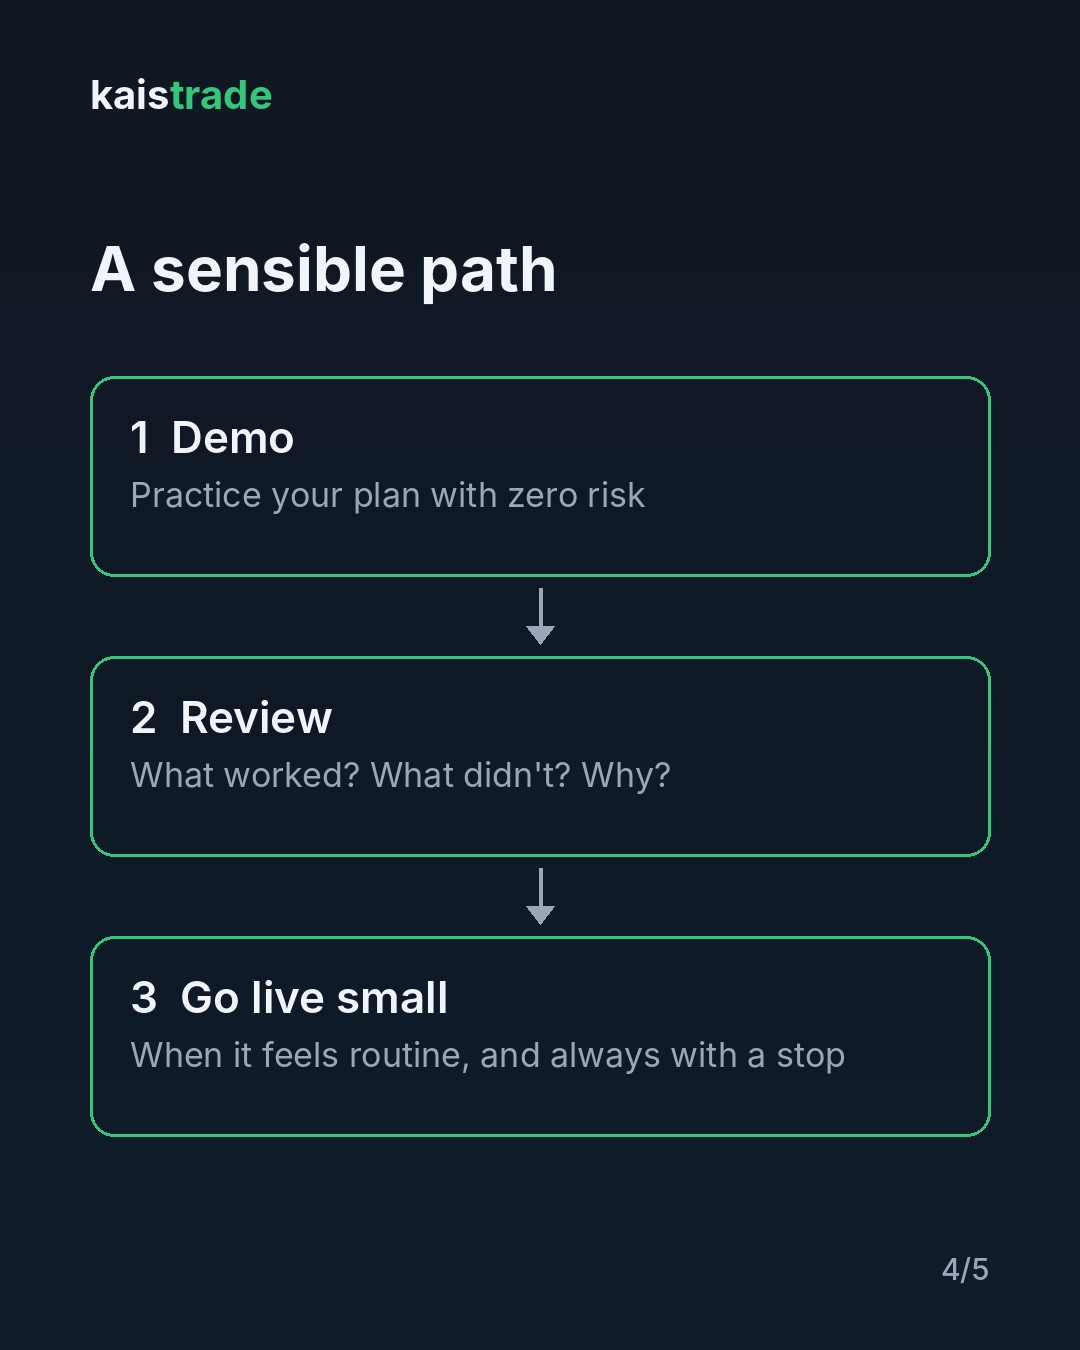 kaistrade
A sensible path
1 Demo
Practice your plan with zero risk
2 Review
What worked? What didn't? Why?
3 Go live small
When it feels routine, and always with a stop
4/5